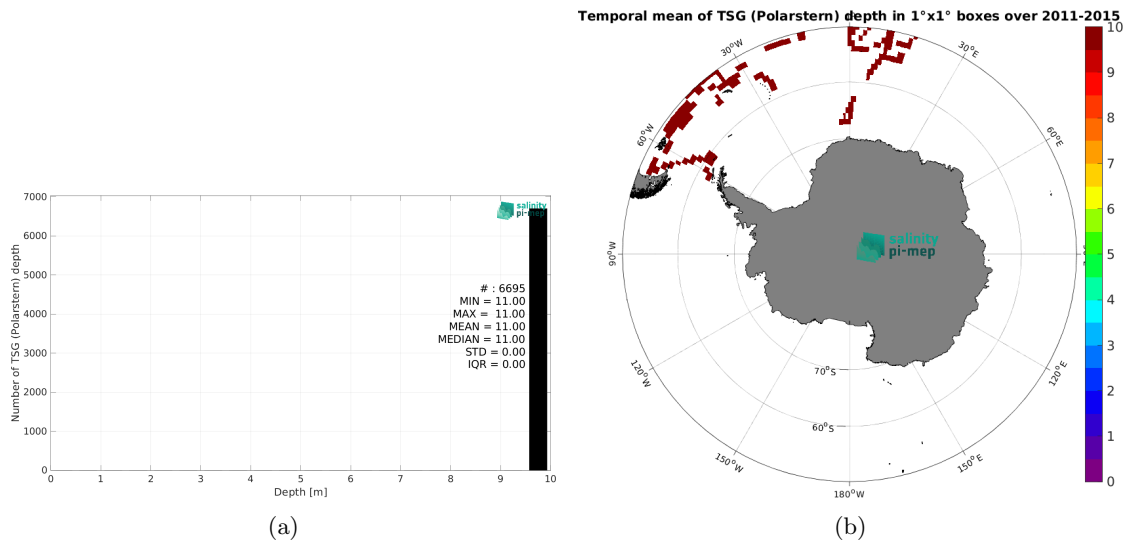 Temporal mean of TSG (Polarstern) depth in 1°x1° boxes over 2011-2015
7000
6000
5000
4000
3000
2000
1000
0
Number of TSG (Polarstern) depth
salinity
pi-mep
# : 6695
MIN = 11.00
MAX = 11.00
MEAN = 11.00
MEDIAN = 11.00
STD = 0.00
IQR = 0.00
0 1 2 3 4 5 6 7 8 9 10
Depth [m]
(a)
30°W
0°
30°E
60°W
60°E
90°W
120°W
120°E
150°W
150°E
180°W
70°S
60°S
salinity
pi-mep
10
9
8
7
6
5
4
3
2
1
0
(b)